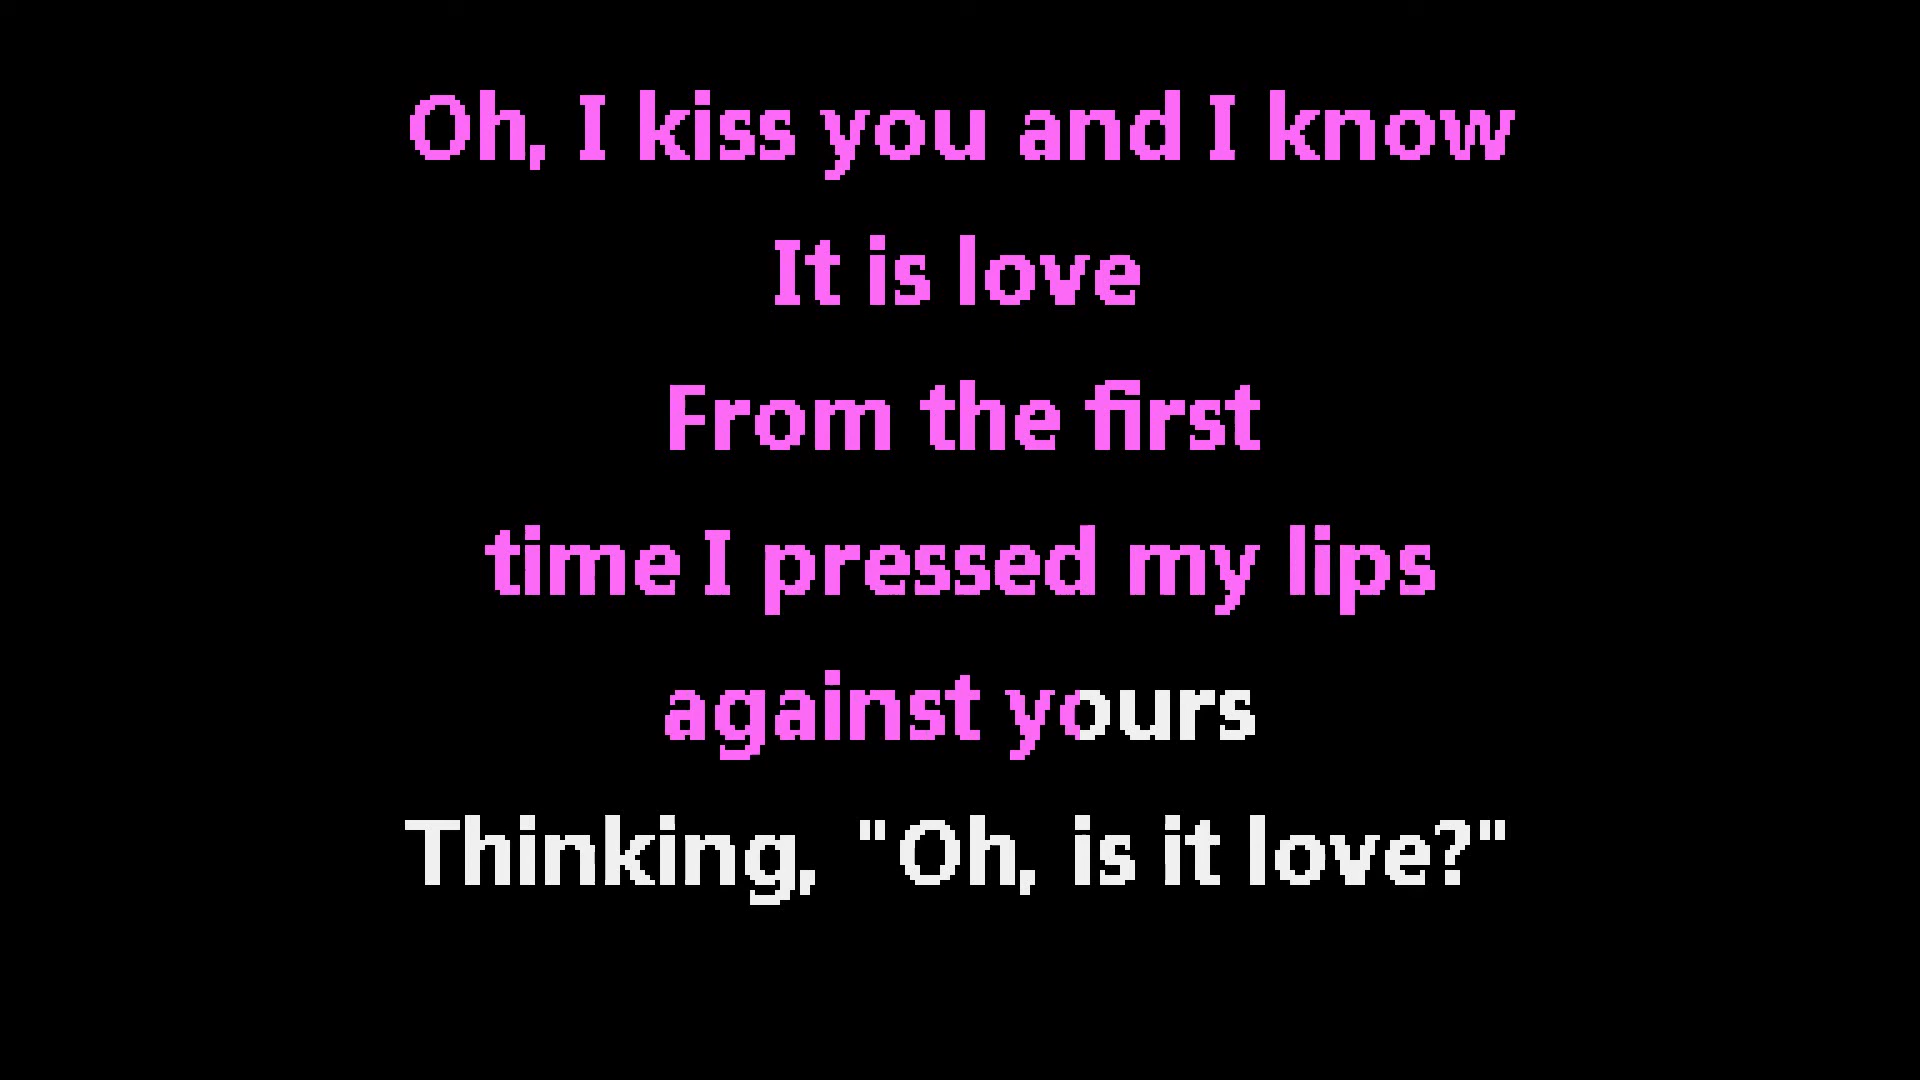 Oh, I kiss you and I know
It is love
From the first
time I pressed my lips
against yours
Thinking, "Oh, is it love?"